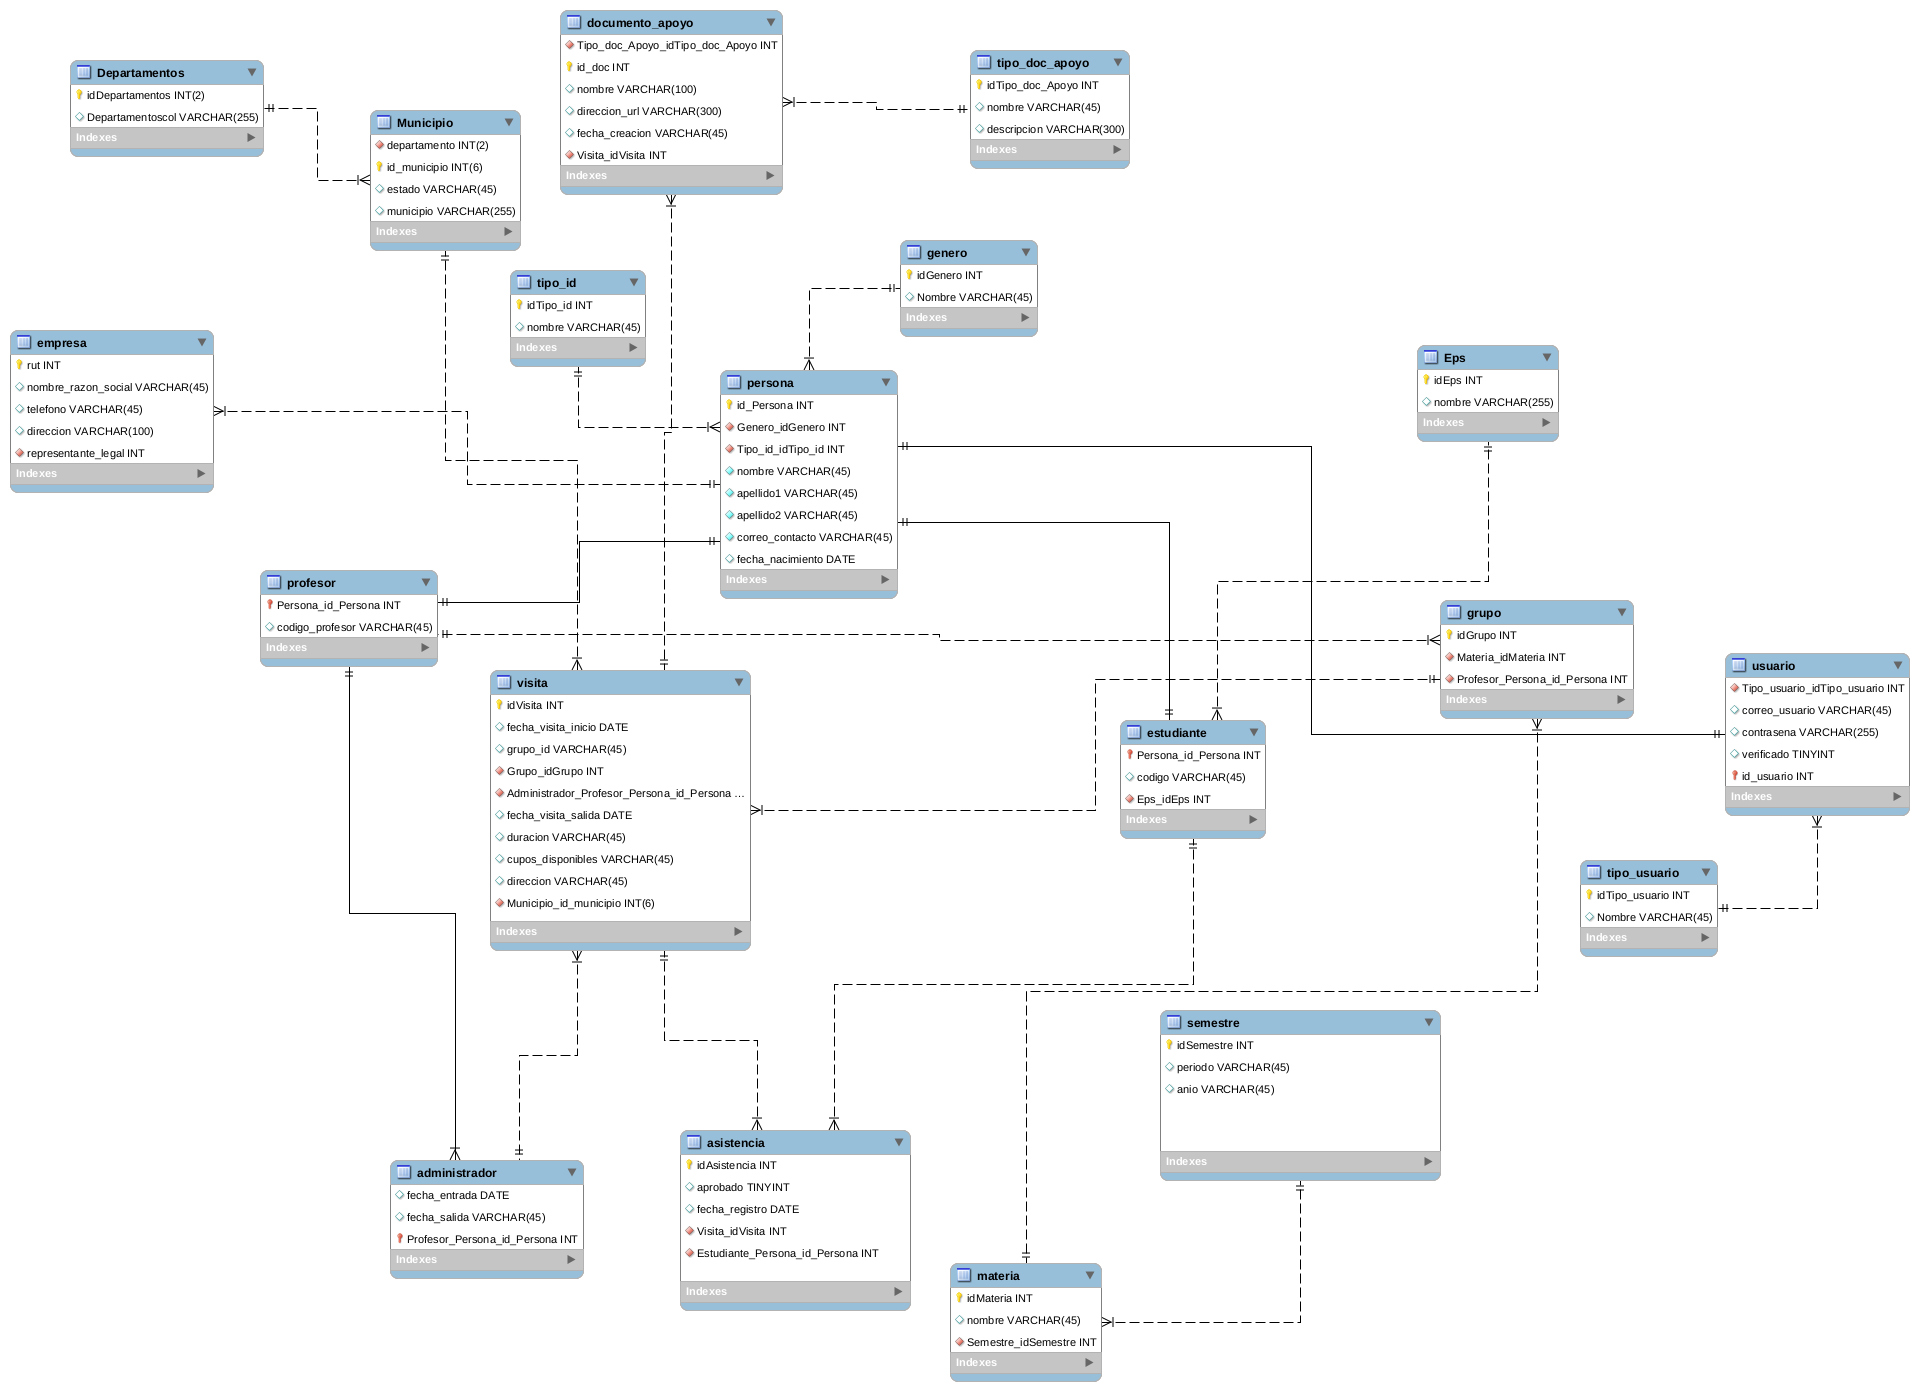 documento_apoyo
Tipo_doc_Apoyo_idTipo_doc_Apoyo INT
id_doc INT
nombre VARCHAR(100)
direccion_url VARCHAR(300)
fecha_creacion VARCHAR(45)
Visita_idVisita INT
Indexes
tipo_doc_apoyo
idTipo_doc_Apoyo INT
nombre VARCHAR(45)
descripcion VARCHAR(300)
Indexes
Departamentos
idDepartamentos INT(2)
Departamentoscol VARCHAR(255)
Indexes
Municipio
departamento INT(2)
id_municipio INT(6)
estado VARCHAR(45)
municipio VARCHAR(255)
Indexes
genero
idGenero INT
Nombre VARCHAR(45)
Indexes
tipo_id
idTipo_id INT
nombre VARCHAR(45)
Indexes
empresa
rut INT
nombre_razon_social VARCHAR(45)
telefono VARCHAR(45)
direccion VARCHAR(100)
representante_legal INT
Indexes
persona
id_Persona INT
Genero_idGenero INT
Tipo_id_idTipo_id INT
nombre VARCHAR(45)
apellido1 VARCHAR(45)
apellido2 VARCHAR(45)
correo_contacto VARCHAR(45)
fecha_nacimiento DATE
Indexes
Eps
idEps INT
nombre VARCHAR(255)
Indexes
profesor
Persona_id_Persona INT
codigo_profesor VARCHAR(45)
Indexes
grupo
idGrupo INT
Materia_idMateria INT
Profesor_Persona_id_Persona INT
Indexes
usuario
Tipo_usuario_idTipo_usuario INT
correo_usuario VARCHAR(45)
contrasena VARCHAR(255)
verificado TINYINT
id_usuario INT
Indexes
visita
idVisita INT
fecha_visita_inicio DATE
grupo_id VARCHAR(45)
Grupo_idGrupo INT
Administrador_Profesor_Persona_id_Persona ...
fecha_visita_salida DATE
duracion VARCHAR(45)
cupos_disponibles VARCHAR(45)
direccion VARCHAR(45)
Municipio_id_municipio INT(6)
Indexes
estudiante
Persona_id_Persona INT
codigo VARCHAR(45)
Eps_idEps INT
Indexes
tipo_usuario
idTipo_usuario INT
Nombre VARCHAR(45)
Indexes
semestre
idSemestre INT
periodo VARCHAR(45)
anio VARCHAR(45)
Indexes
administrador
fecha_entrada DATE
fecha_salida VARCHAR(45)
Profesor_Persona_id_Persona INT
Indexes
asistencia
idAsistencia INT
aprobado TINYINT
fecha_registro DATE
Visita_idVisita INT
Estudiante_Persona_id_Persona INT
Indexes
materia
idMateria INT
nombre VARCHAR(45)
Semestre_idSemestre INT
Indexes